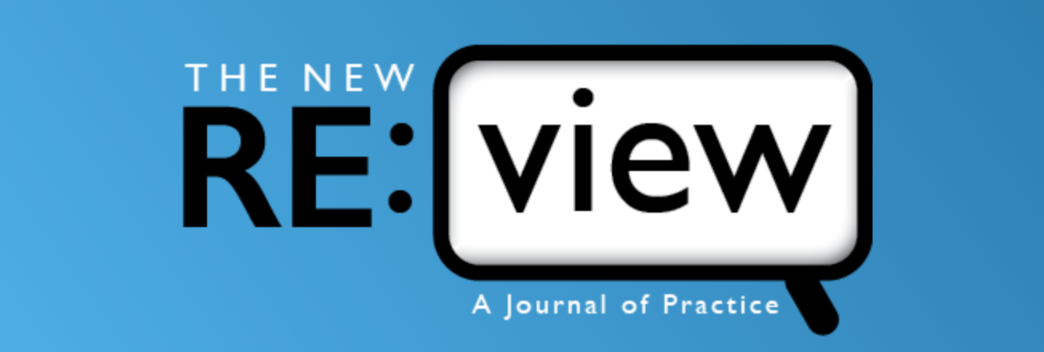 THE NEW
RE: view
A Journal of Practice